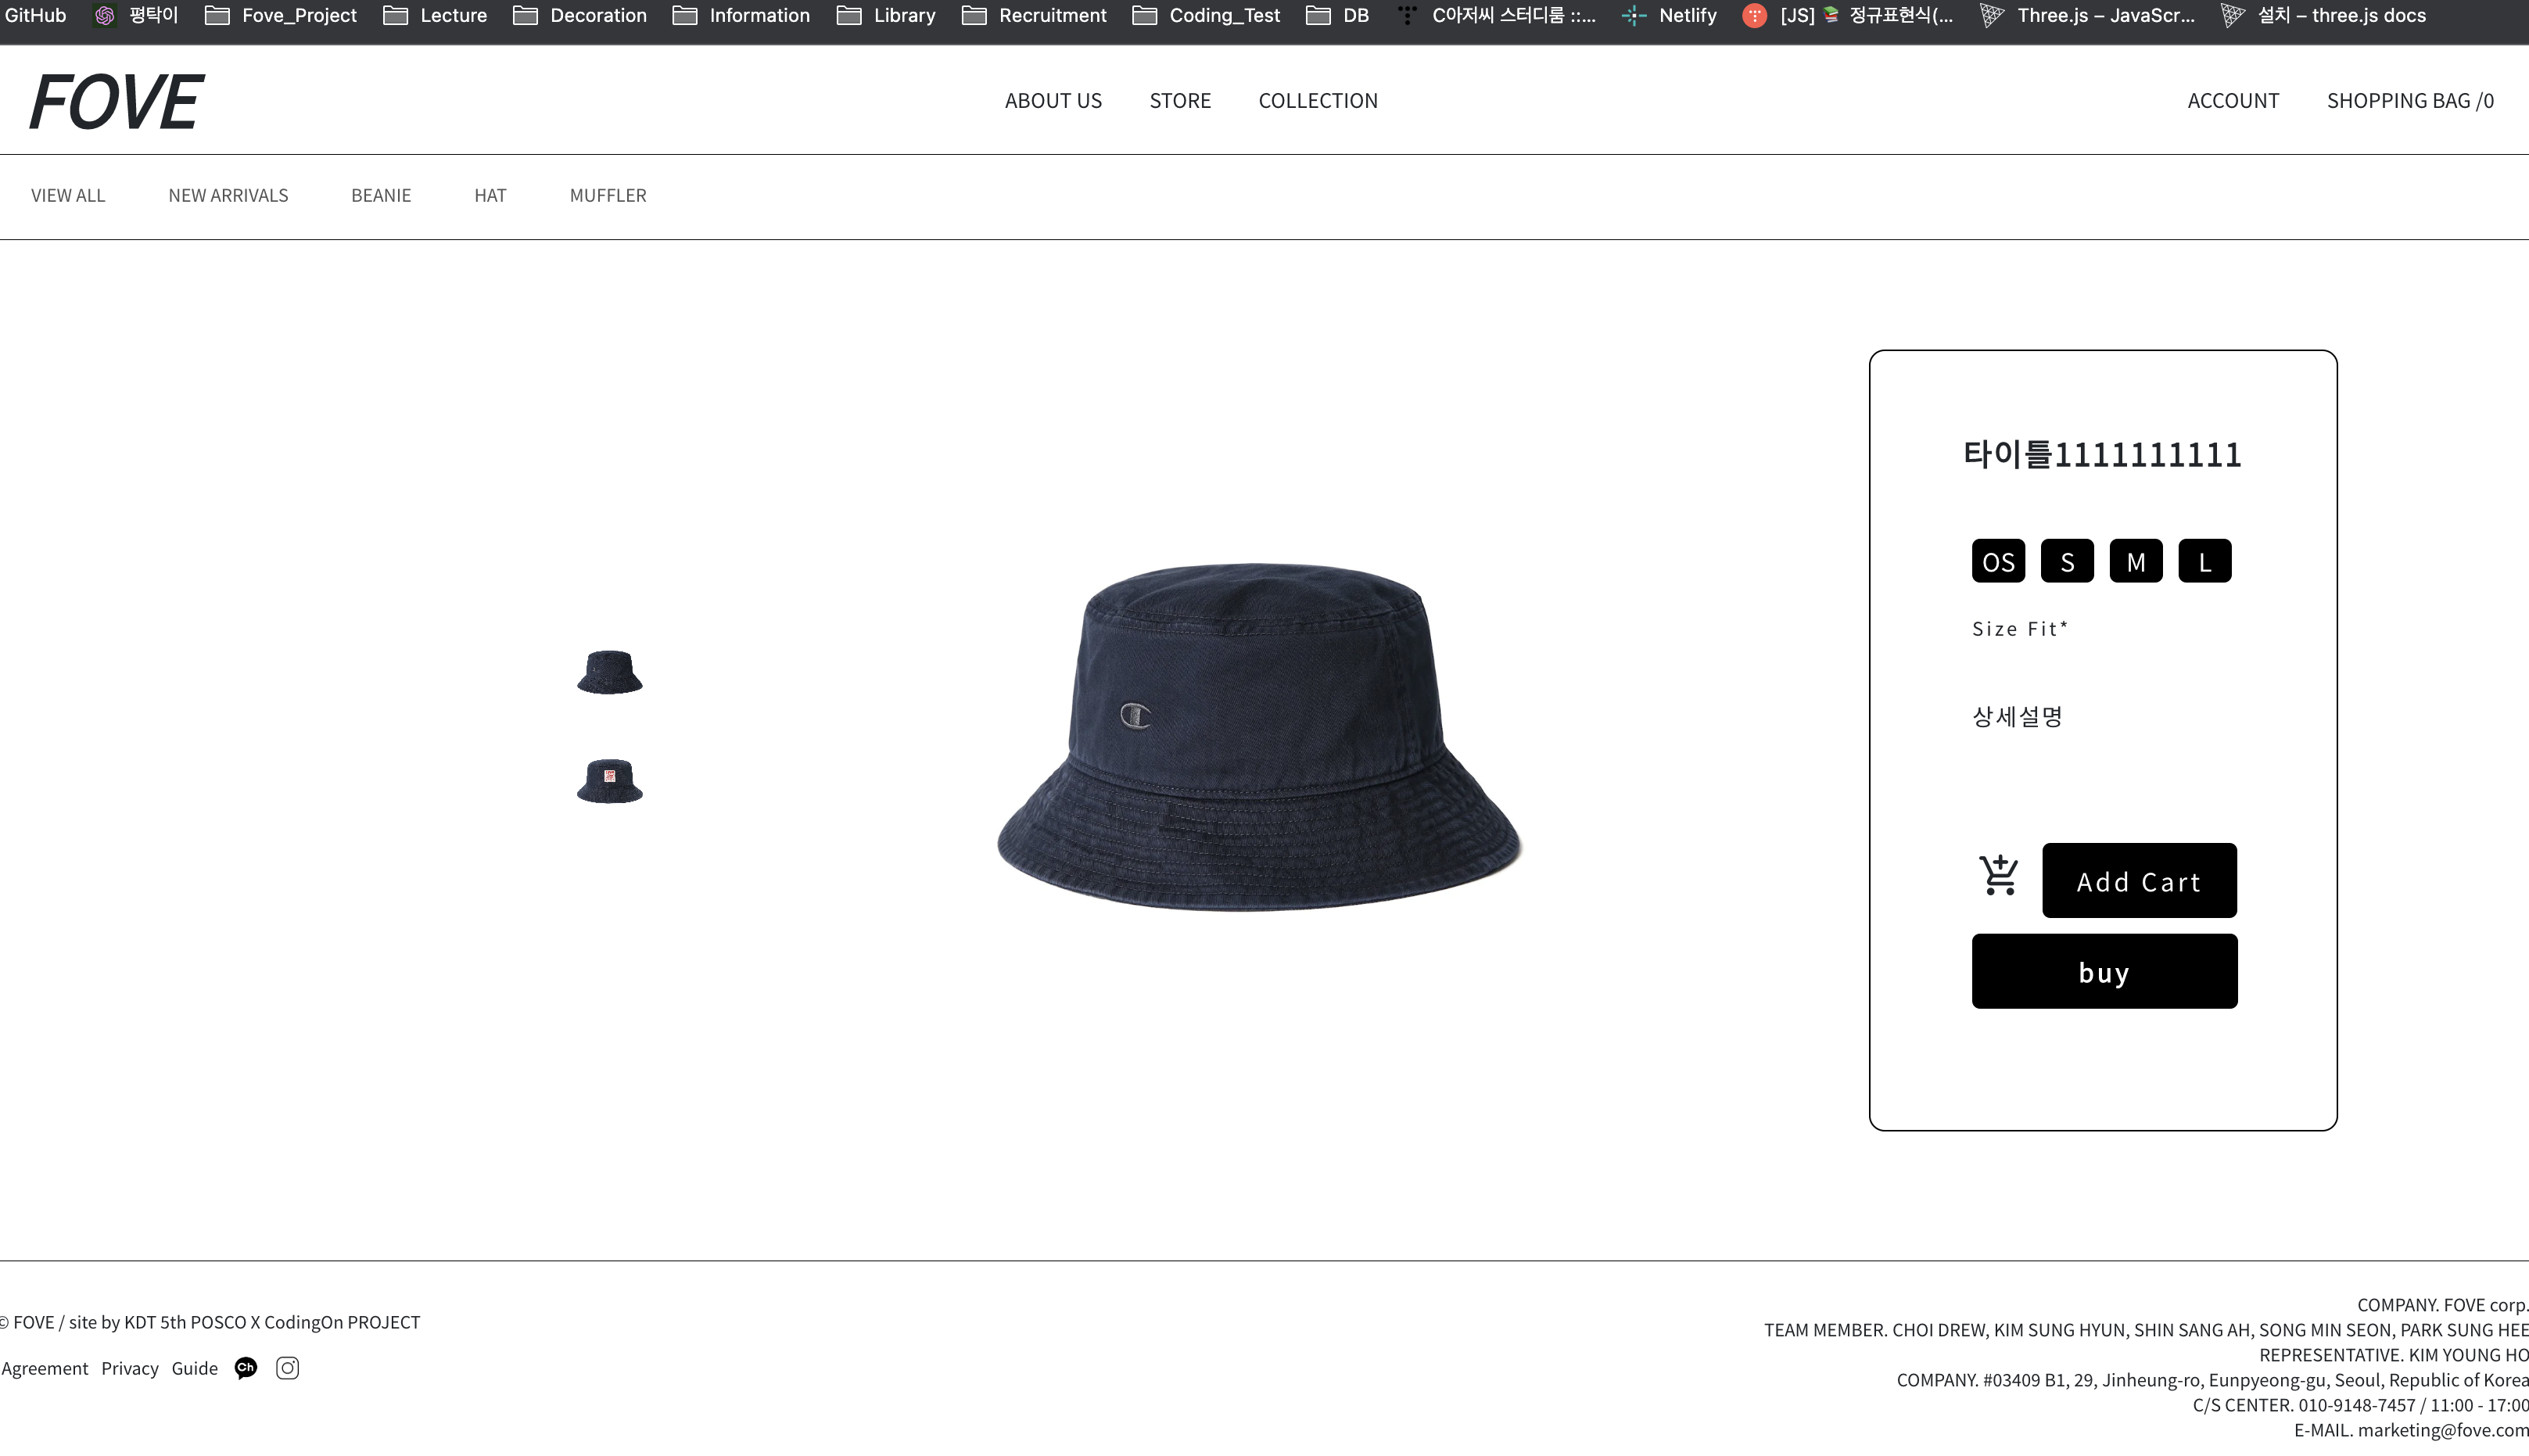 GitHub 평탁이 Fove_Project Lecture Decoration Information Library Recruitment Coding_Test DB C아저씨 스터디룸 ::... Netlify [JS] 📚 정규표현식(... Three.js – JavaScr... 설치 – three.js docs
FOVE ABOUT US STORE COLLECTION ACCOUNT SHOPPING BAG /0
VIEW ALL NEW ARRIVALS BEANIE HAT MUFFLER
타이틀1111111111
OS S M L
Size Fit*
상세설명
Add Cart
buy
© FOVE / site by KDT 5th POSCO X CodingOn PROJECT
Agreement Privacy Guide Ch
COMPANY. FOVE corp.
TEAM MEMBER. CHOI DREW, KIM SUNG HYUN, SHIN SANG AH, SONG MIN SEON, PARK SUNG HEE
REPRESENTATIVE. KIM YOUNG HO
COMPANY. #03409 B1, 29, Jinheung-ro, Eunpyeong-gu, Seoul, Republic of Korea
C/S CENTER. 010-9148-7457 / 11:00 - 17:00
E-MAIL. marketing@fove.com